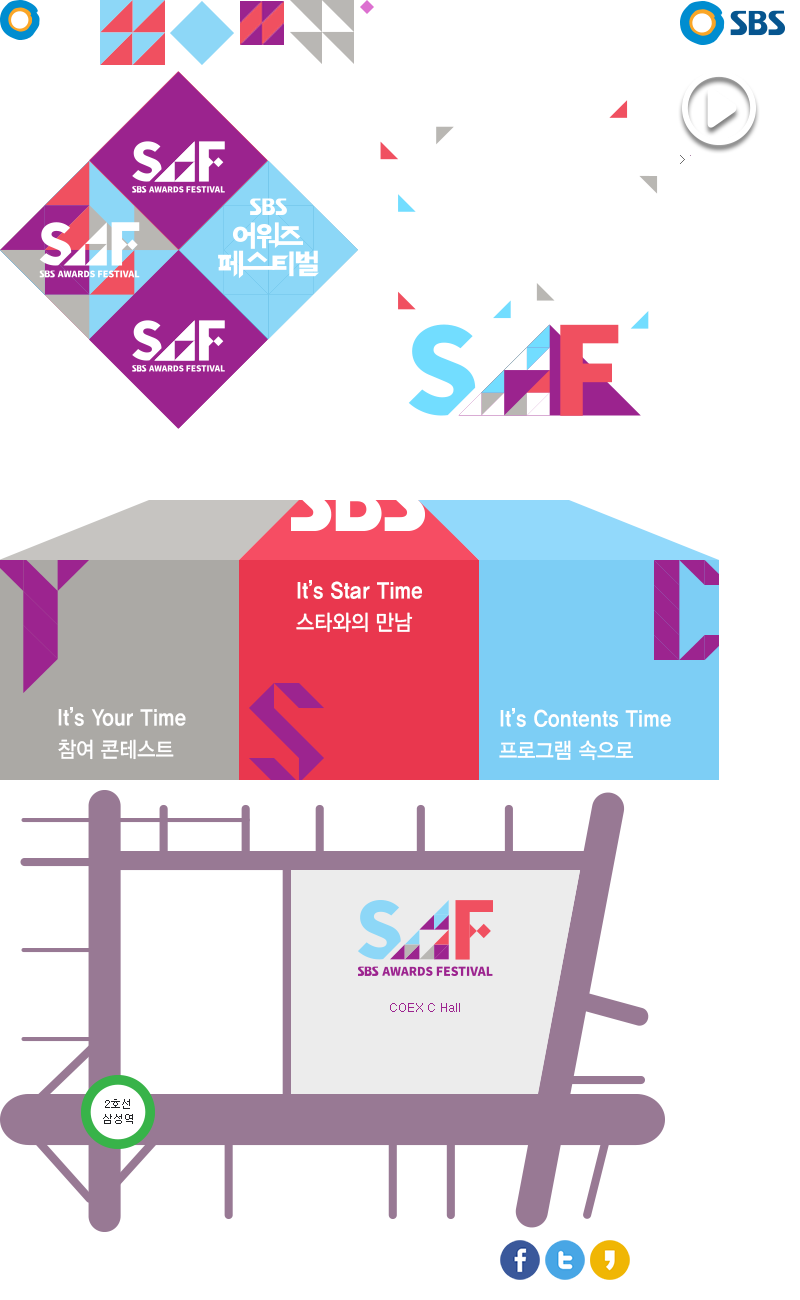 SBS
SAF
SBS AWARDS FESTIVAL
SAF
SBS AWARDS FESTIVAL
SBS
어워즈
페스티벌
SAF
SBS AWARDS FESTIVAL
SAF
SBS
It's Star Time
스타와의 만남
Y
S
C
It's Your Time
참여 콘테스트
It's Contents Time
프로그램 속으로
SAF
SBS AWARDS FESTIVAL
COEX C Hall
2호선
삼성역